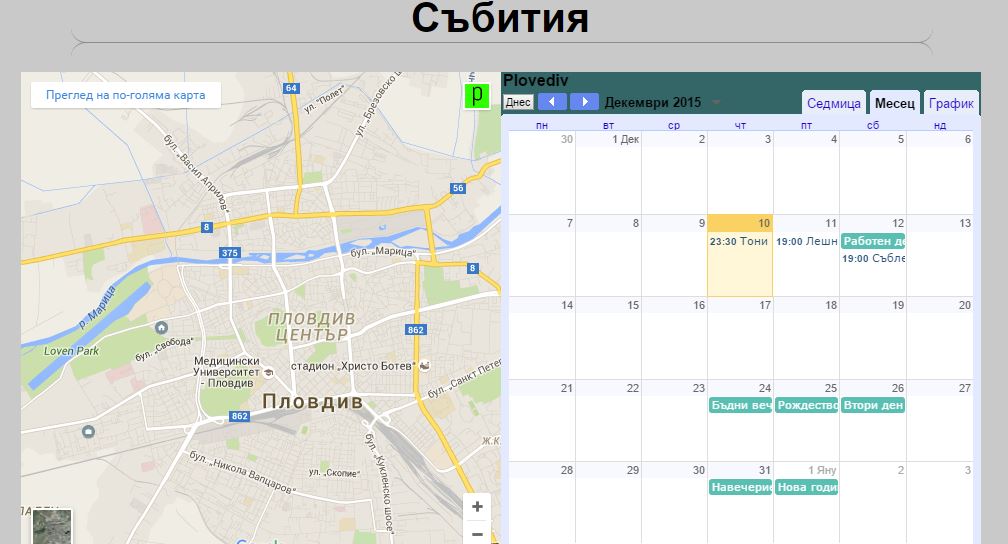 Събития
Преглед на по-голяма карта
p
64
ул. „Полет“
ул. „Брезовско шосе
бул. „Васил Априлов“
56
8
375
бул. „Марица“
8
р. Марица
ПЛОВДИВ
ЦЕНТЪР
862
Loven Park
бул. „Свобода“
Медицински
Университет
- Пловдив
стадион „Христо Ботев“
бул. „Санкт Петер
Пловдив
862
Ж.К.
бул. „Кукленско шосе“
бул. „Никола Вапцаров“
ул. „Скопие“
+
−
Plovediv
Днес
Декември 2015
Седмица
Месец
График
пн вт ср чт пт сб нд
30 1 Дек 2 3 4 5 6
7 8 9 10 11 12 13
23:30 Тони 19:00 Лешн Работен де
19:00 Събле
14 15 16 17 18 19 20
21 22 23 24 25 26 27
Бъдни веч Рождество Втори ден
28 29 30 31 1 Яну 2 3
Навечерие Нова годи